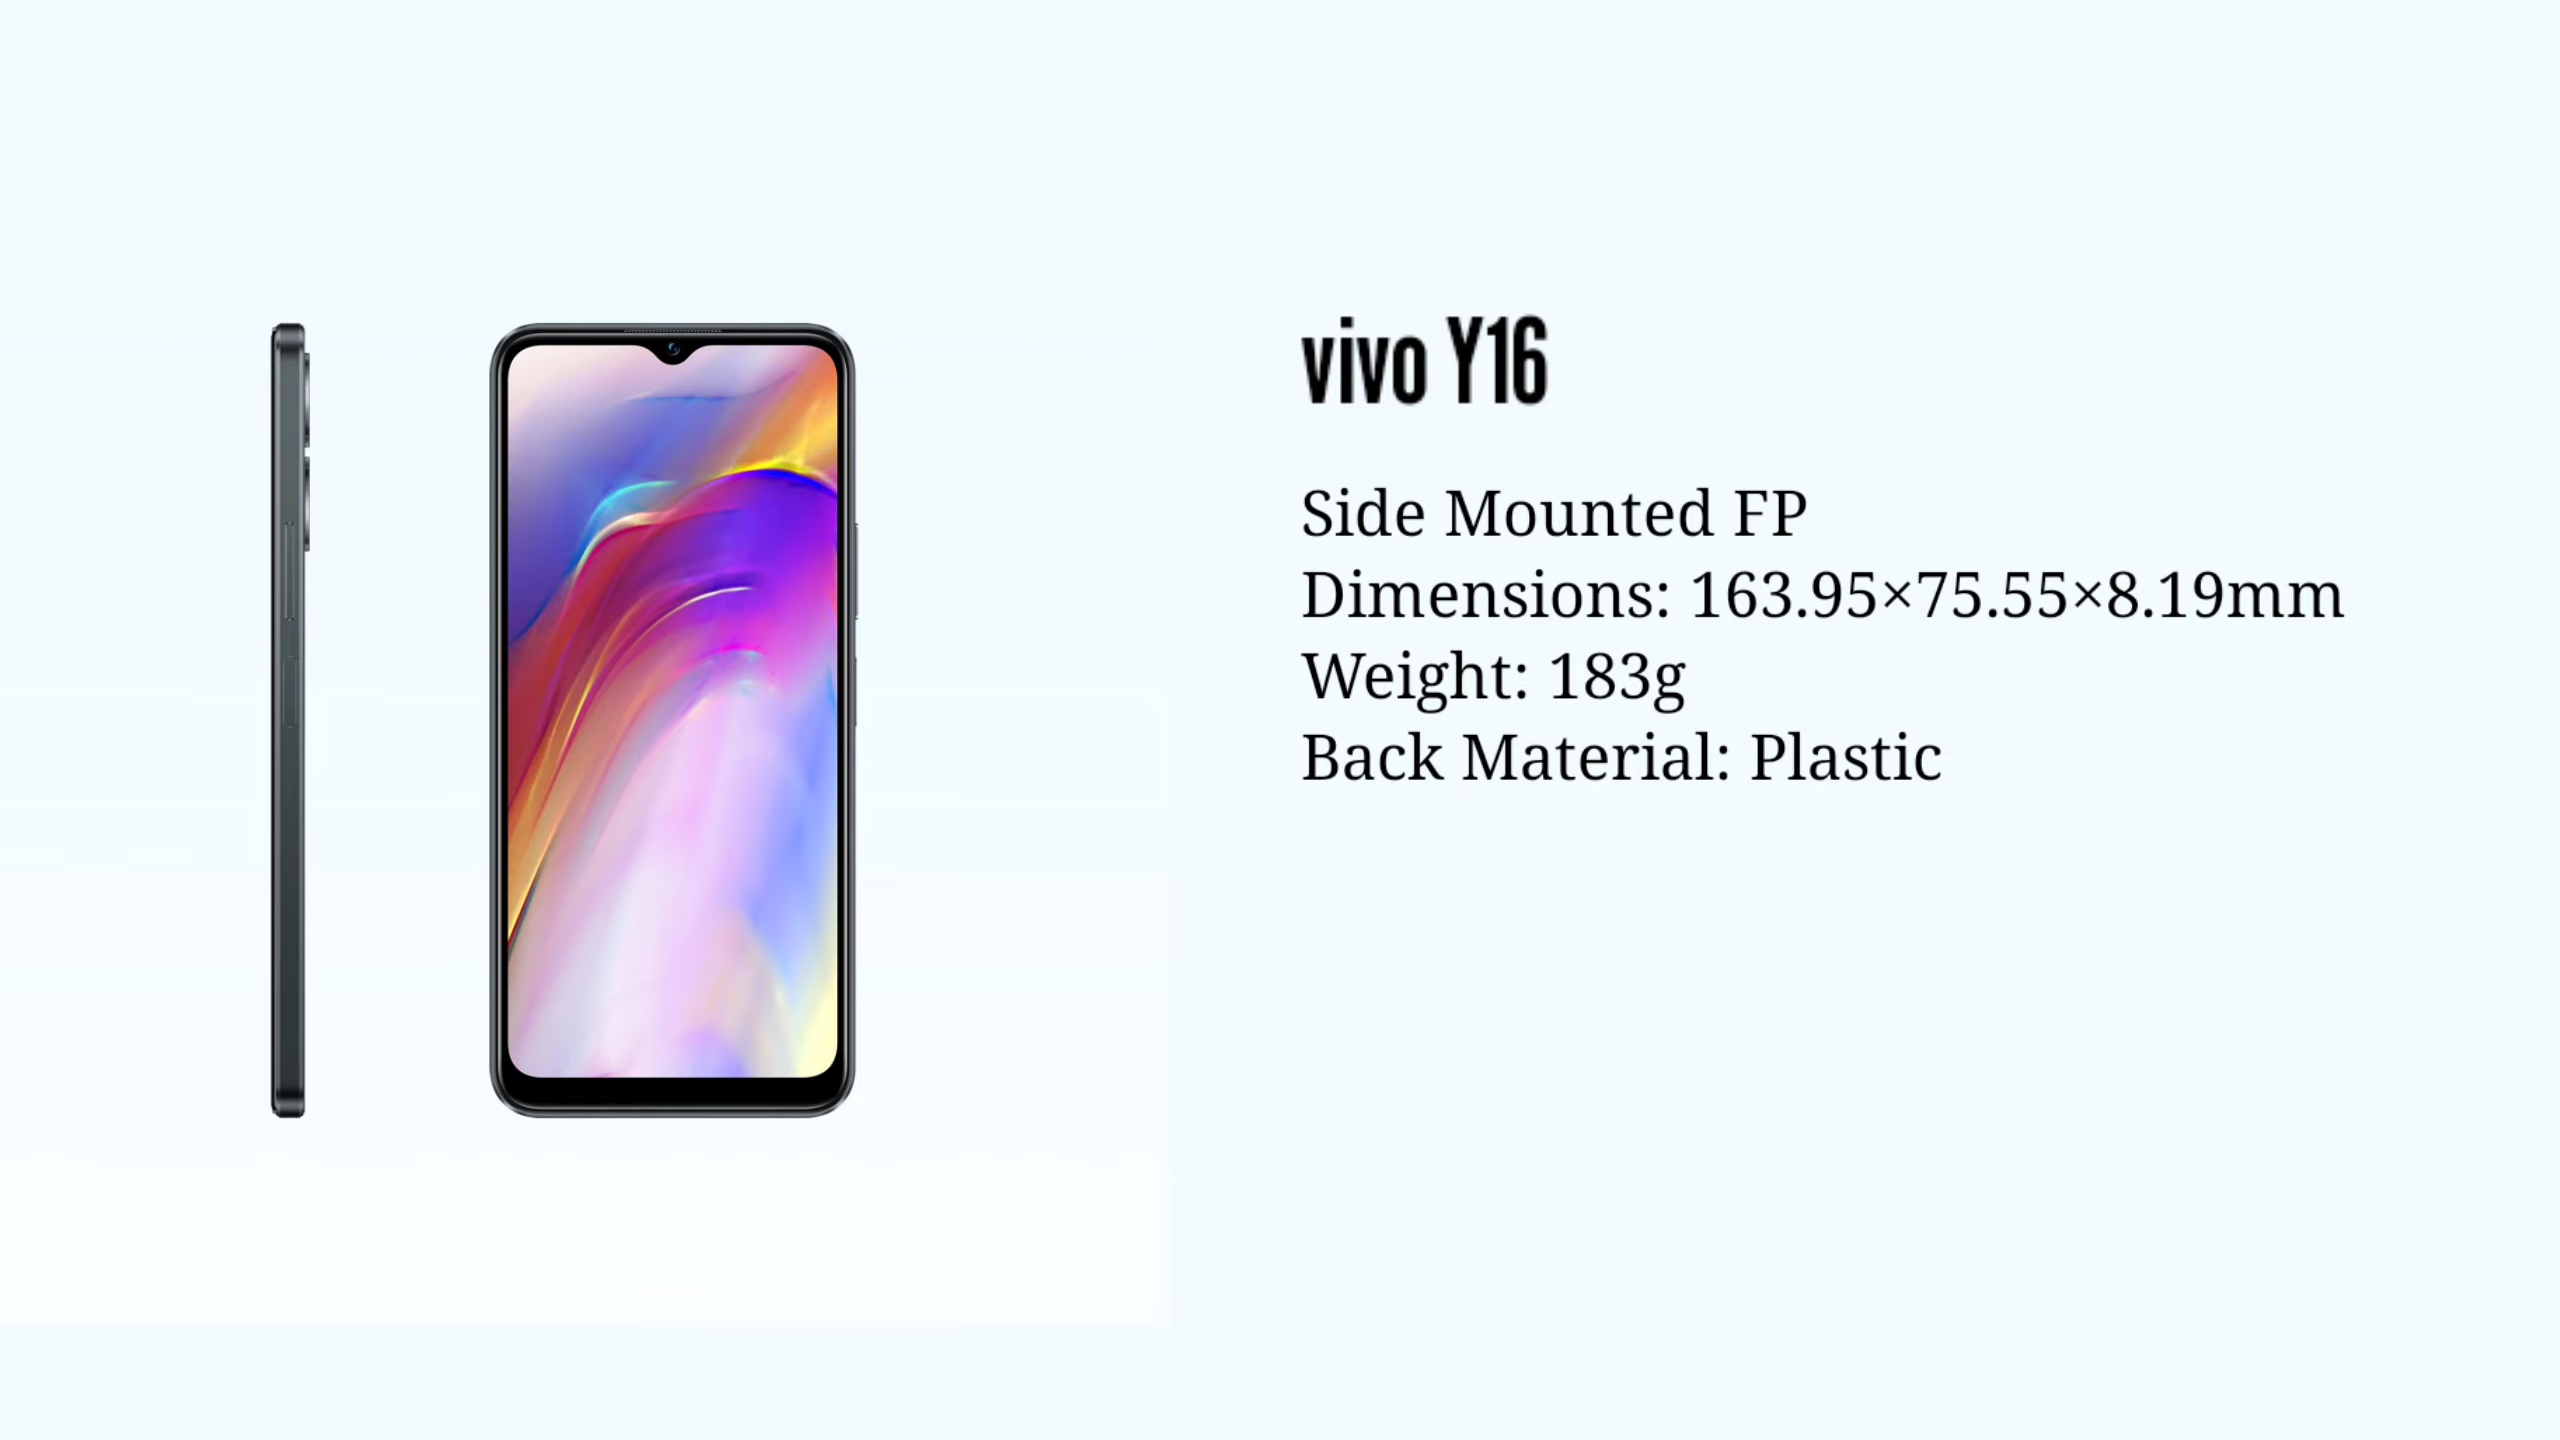 vivo Y16
Side Mounted FP
Dimensions: 163.95×75.55×8.19mm
Weight: 183g
Back Material: Plastic